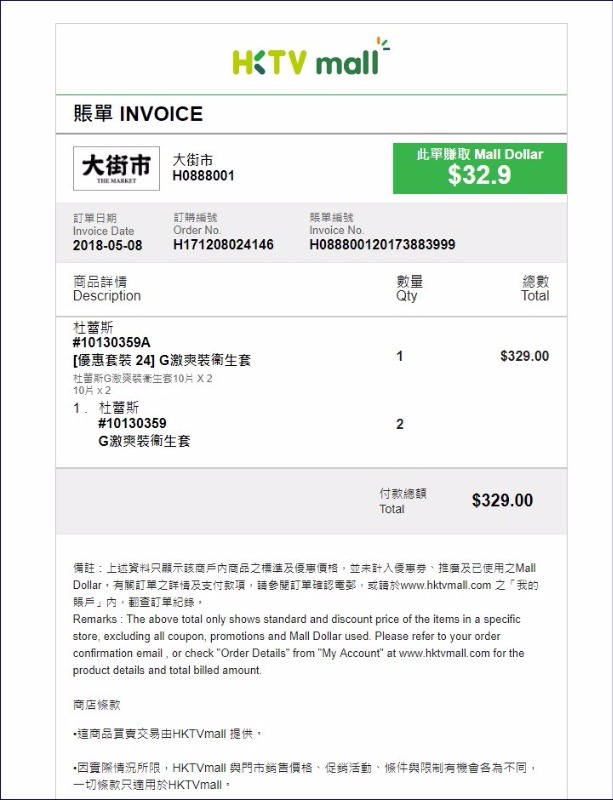 HKTV mall
賬單 INVOICE
大街市
THE MARKET
大街市
H0888001
此單賺取 Mall Dollar
$32.9
訂單日期
Invoice Date
2018-05-08
訂購編號
Order No.
H171208024146
賬單編號
Invoice No.
H088800120173883999
商品詳情
Description
數量
Qty
總數
Total
杜蕾斯
#10130359A
[優惠套裝 24] G激爽裝衛生套
1
$329.00
杜蕾斯G激爽裝衛生套10片 X 2
10片 x 2
1 . 杜蕾斯
#10130359
2
G激爽裝衛生套
付款總額
Total
$329.00
備註：上述資料只顯示該商戶內商品之標準及優惠價格，並未計入優惠券、推廣及已使用之Mall
Dollar，有關訂單之詳情及支付款項，請參閱訂單確認電郵，或請於www.hktvmall.com 之「我的
賬戶」內，翻查訂單紀錄。
Remarks : The above total only shows standard and discount price of the items in a specific
store, excluding all coupon, promotions and Mall Dollar used. Please refer to your order
confirmation email , or check "Order Details" from "My Account" at www.hktvmall.com for the
product details and total billed amount.
商店條款
•這商品買賣交易由HKTVmall 提供。
•因實際情況所限，HKTVmall 與門市銷售價格、促銷活動、條件與限制有機會各為不同，
一切條款只適用於HKTVmall。